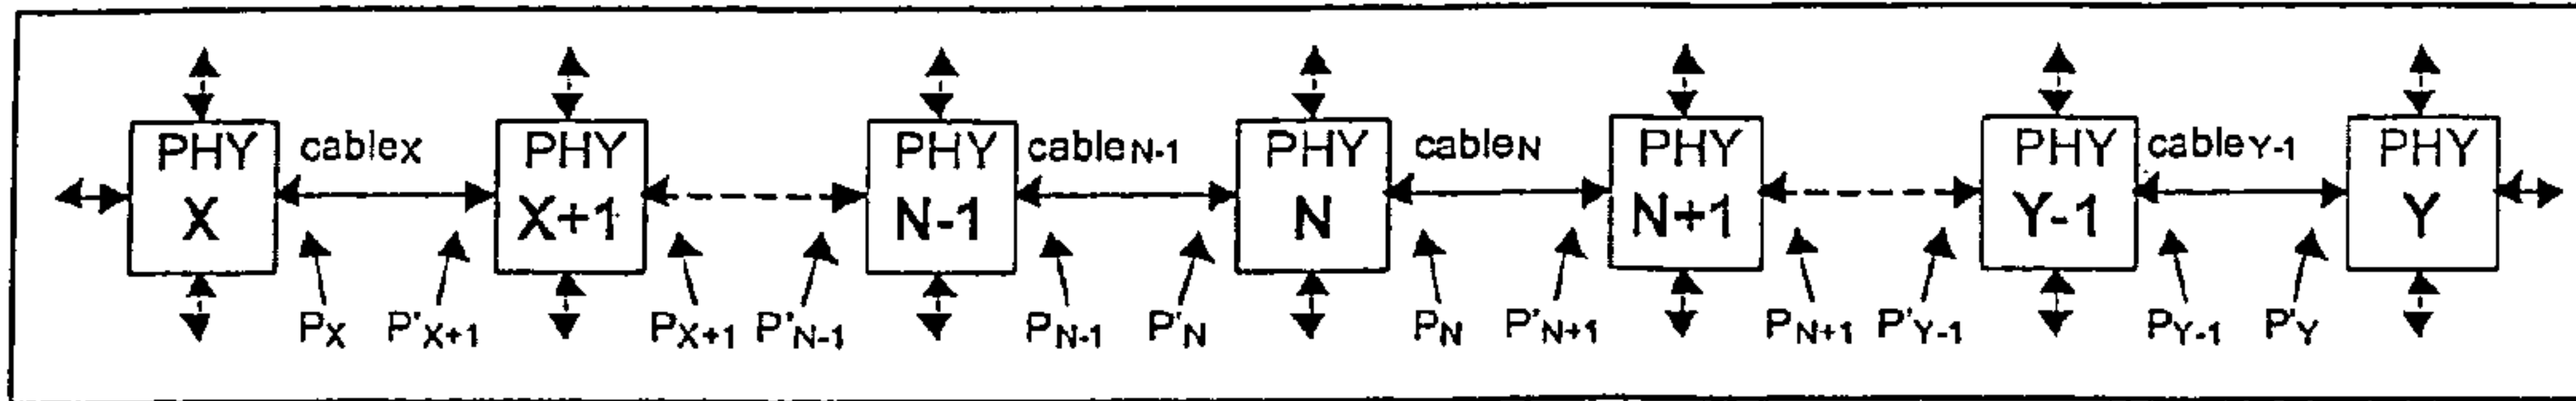 PHY PHY PHY PHY PHY PHY PHY
cableX cableN-1 cableN cableY-1
X X+1 N-1 N N+1 Y-1 Y
PX P'X+1 PX+1 P'N-1 PN-1 P'N PN P'N+1 PN+1 P'Y-1 PY-1 P'Y